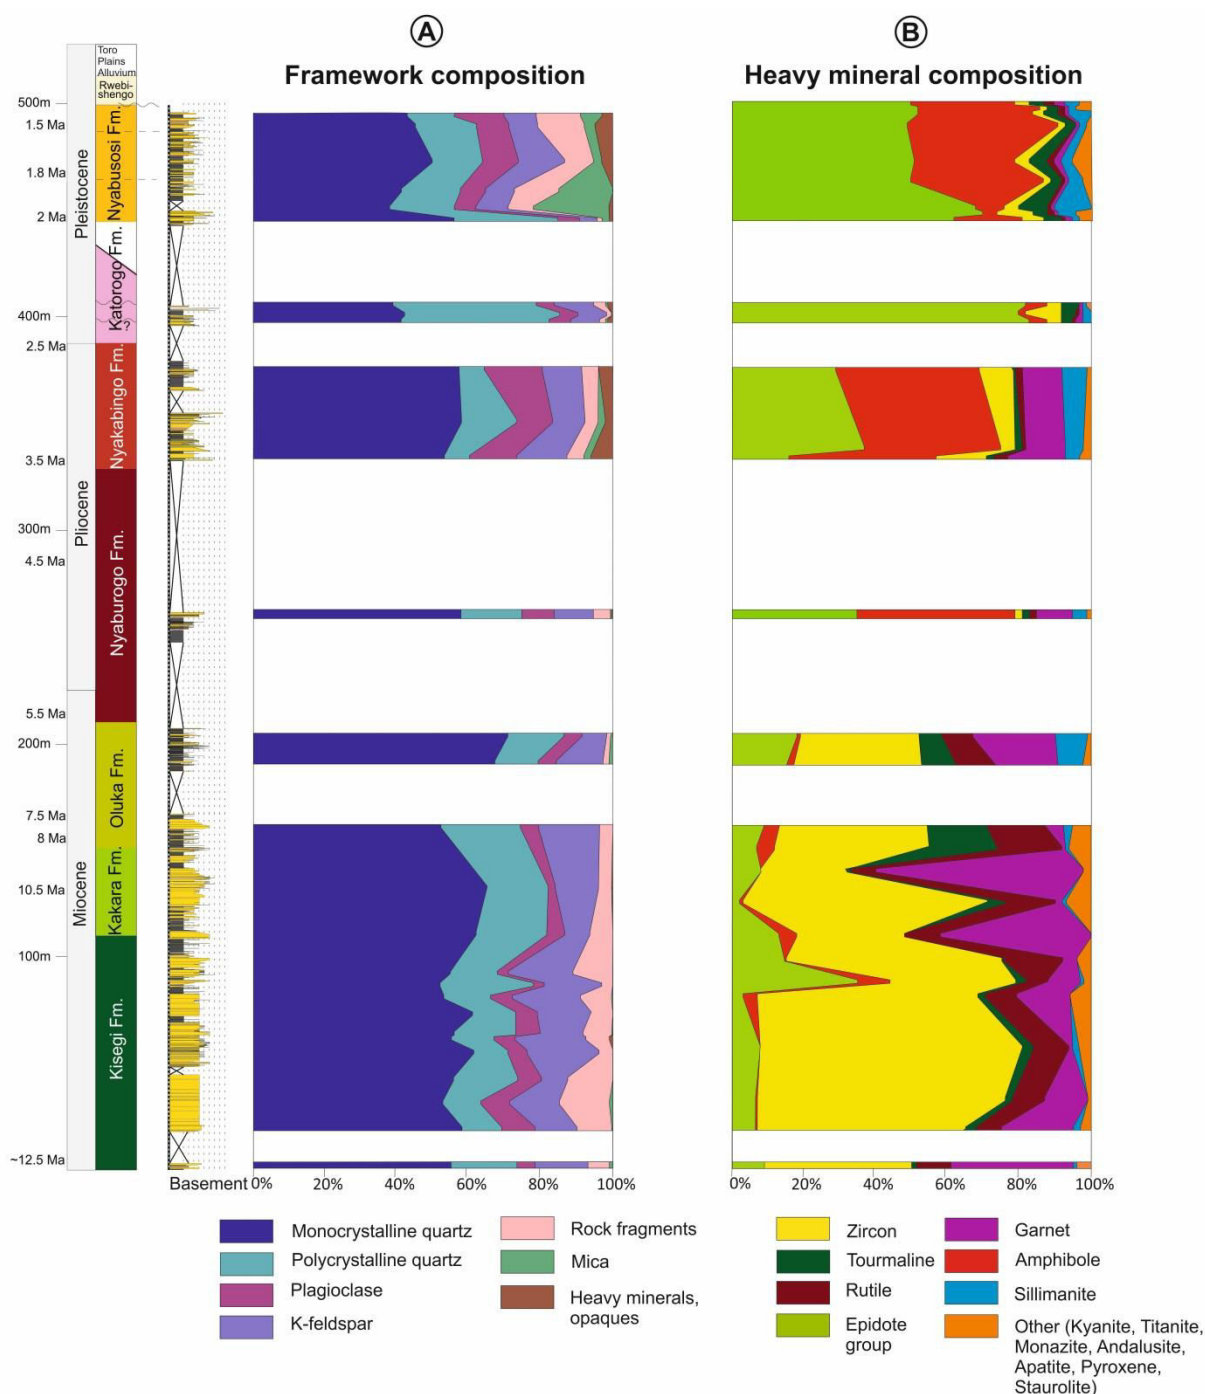 A
B
Framework composition
Heavy mineral composition
Toro
Plains
Alluvium
Rwebi-
shengo
500m
1.5 Ma
1.8 Ma
2 Ma
400m
2.5 Ma
3.5 Ma
300m
4.5 Ma
5.5 Ma
200m
7.5 Ma
8 Ma
10.5 Ma
100m
~12.5 Ma
Pleistocene
Pliocene
Miocene
Nyabusosi Fm.
Katorogo Fm.
K?
Nyakabingo Fm.
Nyaburogo Fm.
Oluka Fm.
Kakara Fm.
Kisegi Fm.
Basement
0% 20% 40% 60% 80% 100%
0% 20% 40% 60% 80% 100%
Monocrystalline quartz
Polycrystalline quartz
Plagioclase
K-feldspar
Rock fragments
Mica
Heavy minerals,
opaques
Zircon
Tourmaline
Rutile
Epidote
group
Garnet
Amphibole
Sillimanite
Other (Kyanite, Titanite,
Monazite, Andalusite,
Apatite, Pyroxene,
Staurolite)